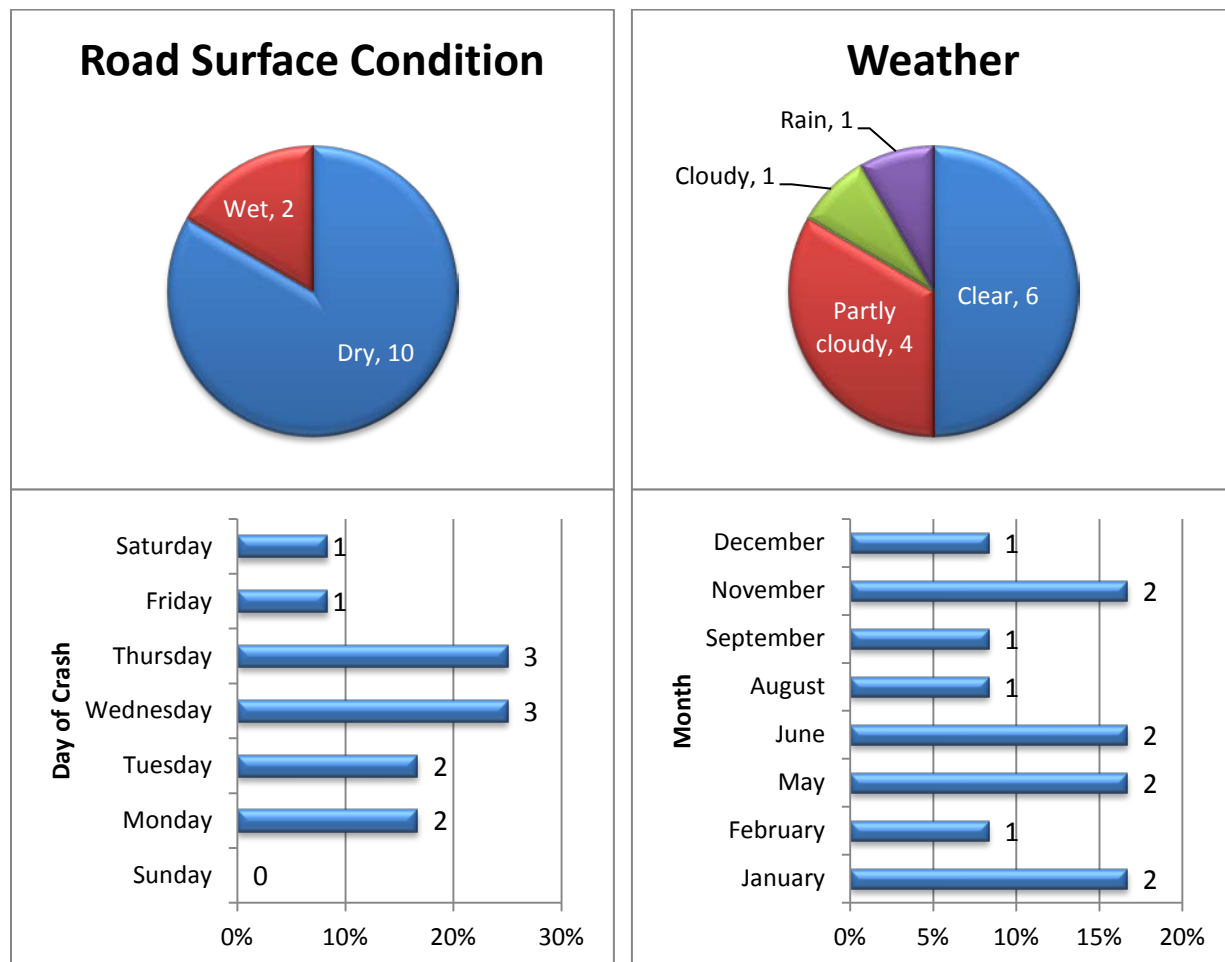 Road Surface Condition
Wet, 2
Dry, 10
Weather
Rain, 1
Cloudy, 1
Clear, 6
Partly
cloudy, 4
Day of Crash
Saturday 1
Friday 1
Thursday 3
Wednesday 3
Tuesday 2
Monday 2
Sunday 0
0% 10% 20% 30%
Month
December 1
November 2
September 1
August 1
June 2
May 2
February 1
January 2
0% 5% 10% 15% 20%